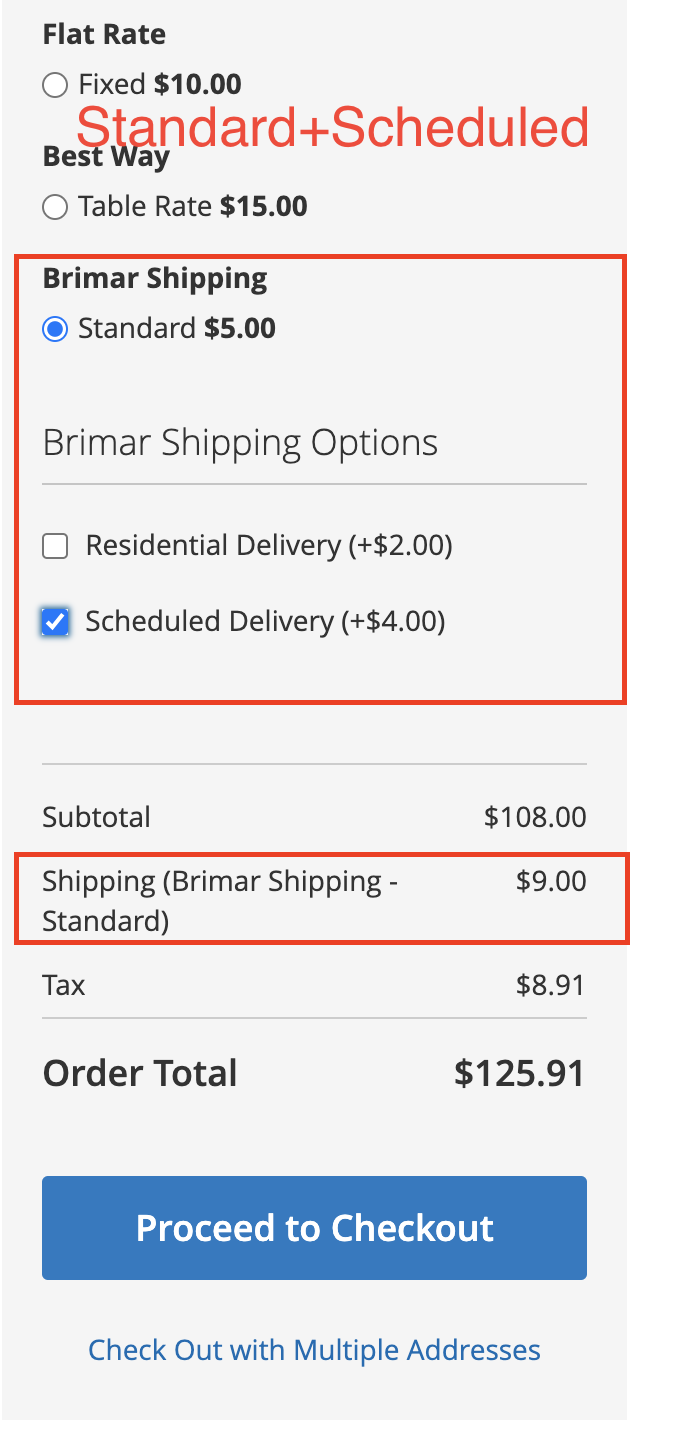 Flat Rate
Fixed $10.00
Standard+Scheduled
Best Way
Table Rate $15.00
Brimar Shipping
Standard $5.00
Brimar Shipping Options
Residential Delivery (+$2.00)
Scheduled Delivery (+$4.00)
Subtotal $108.00
Shipping (Brimar Shipping - $9.00
Standard)
Tax $8.91
Order Total $125.91
Proceed to Checkout
Check Out with Multiple Addresses